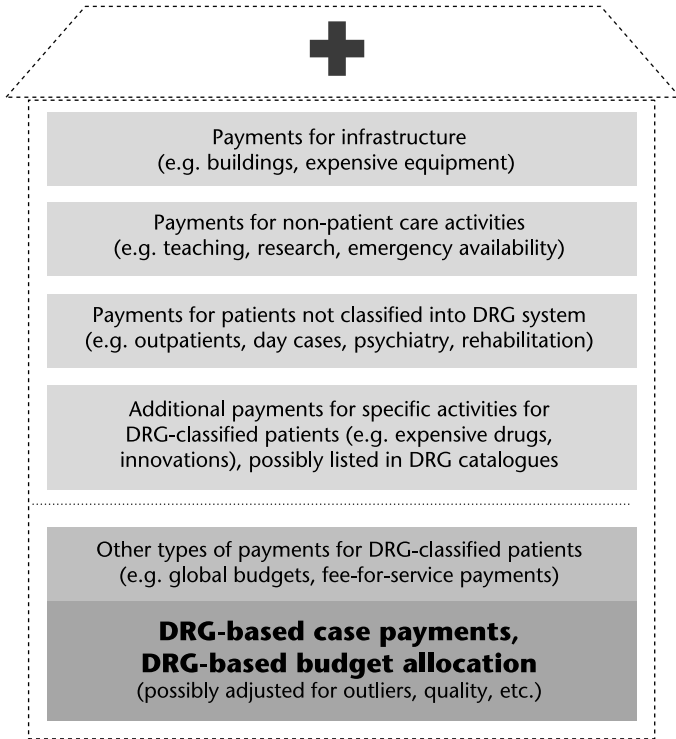 Payments for infrastructure
(e.g. buildings, expensive equipment)
Payments for non-patient care activities
(e.g. teaching, research, emergency availability)
Payments for patients not classified into DRG system
(e.g. outpatients, day cases, psychiatry, rehabilitation)
Additional payments for specific activities for
DRG-classified patients (e.g. expensive drugs,
innovations), possibly listed in DRG catalogues
Other types of payments for DRG-classified patients
(e.g. global budgets, fee-for-service payments)
DRG-based case payments,
DRG-based budget allocation
(possibly adjusted for outliers, quality, etc.)